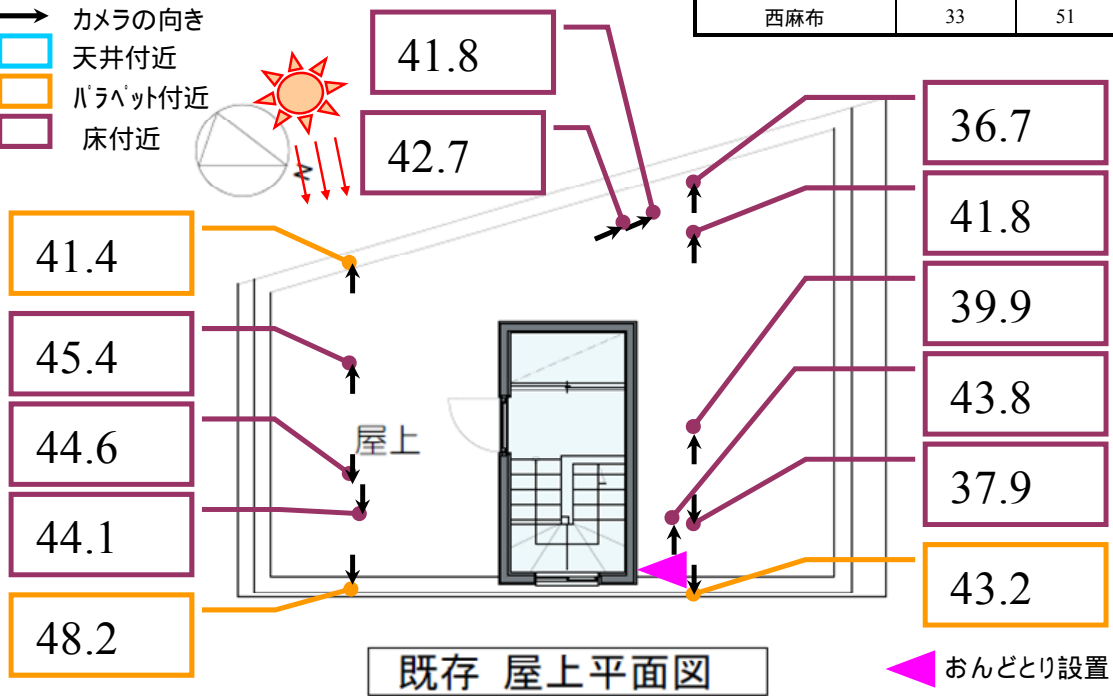 カメラの向き
天井付近
パラペット付近
床付近
西麻布 33 51
41.8
42.7
N
36.7
41.8
39.9
43.8
37.9
43.2
41.4
45.4
44.6
44.1
48.2
屋上
既存 屋上平面図
おんどとり設置